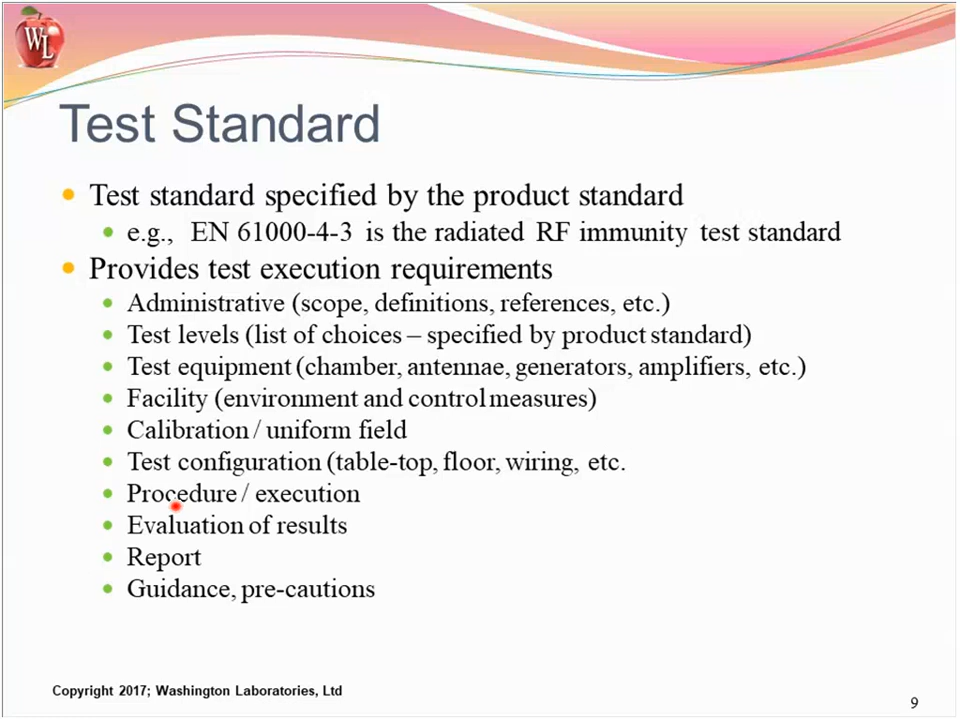 WL
Test Standard
Test standard specified by the product standard
e.g., EN 61000-4-3 is the radiated RF immunity test standard
Provides test execution requirements
Administrative (scope, definitions, references, etc.)
Test levels (list of choices – specified by product standard)
Test equipment (chamber, antennae, generators, amplifiers, etc.)
Facility (environment and control measures)
Calibration / uniform field
Test configuration (table-top, floor, wiring, etc.
Procedure / execution
Evaluation of results
Report
Guidance, pre-cautions
Copyright 2017; Washington Laboratories, Ltd
9